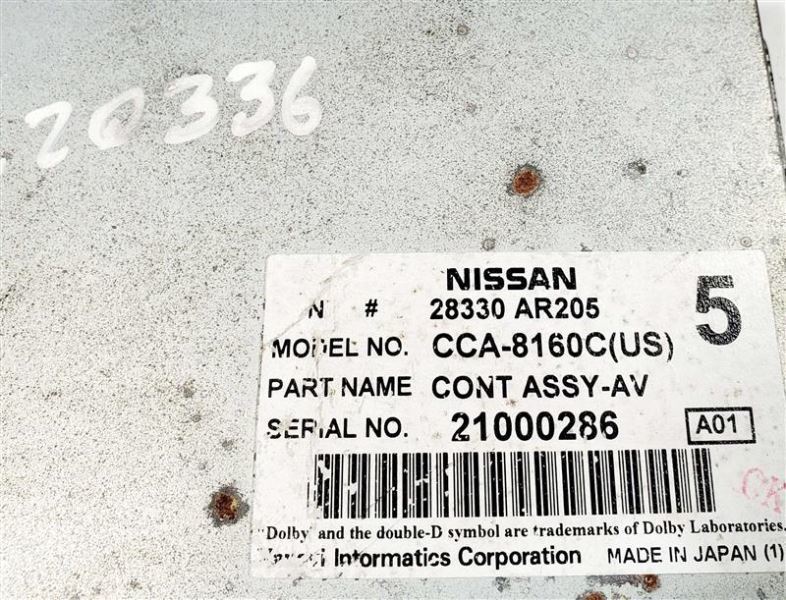 20336
NISSAN
N # 28330 AR205
5
MODEL NO. CCA-8160C(US)
PART NAME CONT ASSY-AV
SERIAL NO. 21000286
A01
"Dolby" and the double-D symbol are trademarks of Dolby Laboratories.
Informatics Corporation MADE IN JAPAN (1)